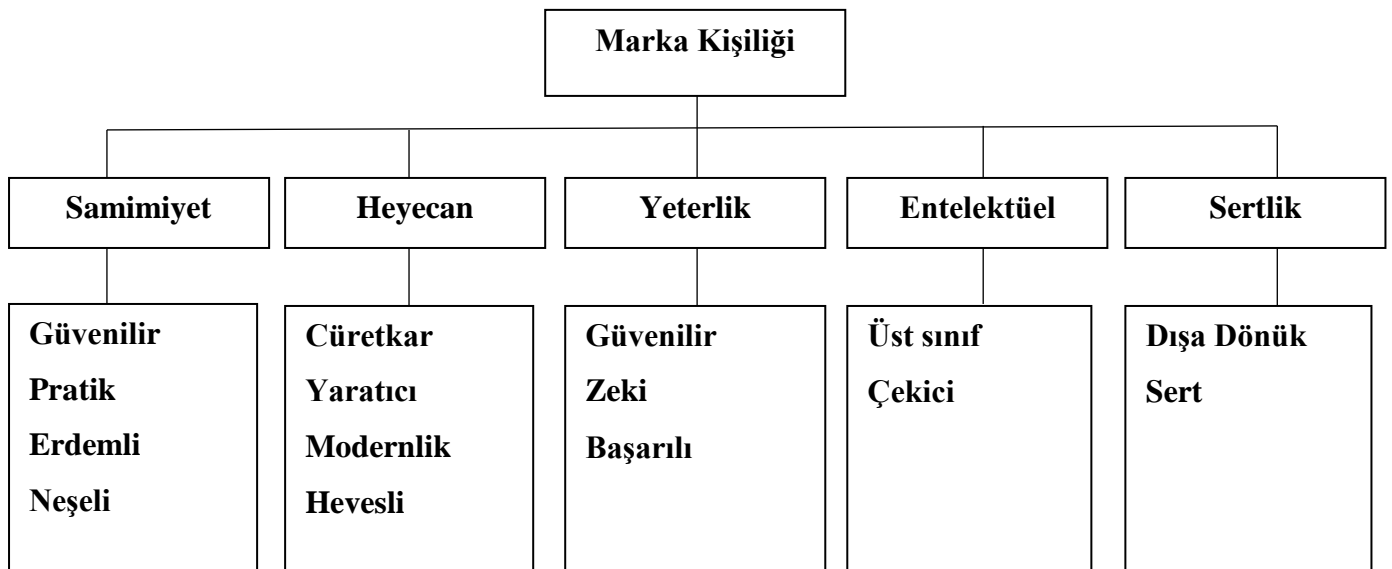 Marka Kişiliği
Samimiyet
Heyecan
Yeterlik
Entelektüel
Sertlik
Güvenilir
Pratik
Erdemli
Neşeli
Cüretkar
Yaratıcı
Modernlik
Hevesli
Güvenilir
Zeki
Başarılı
Üst sınıf
Çekici
Dışa Dönük
Sert